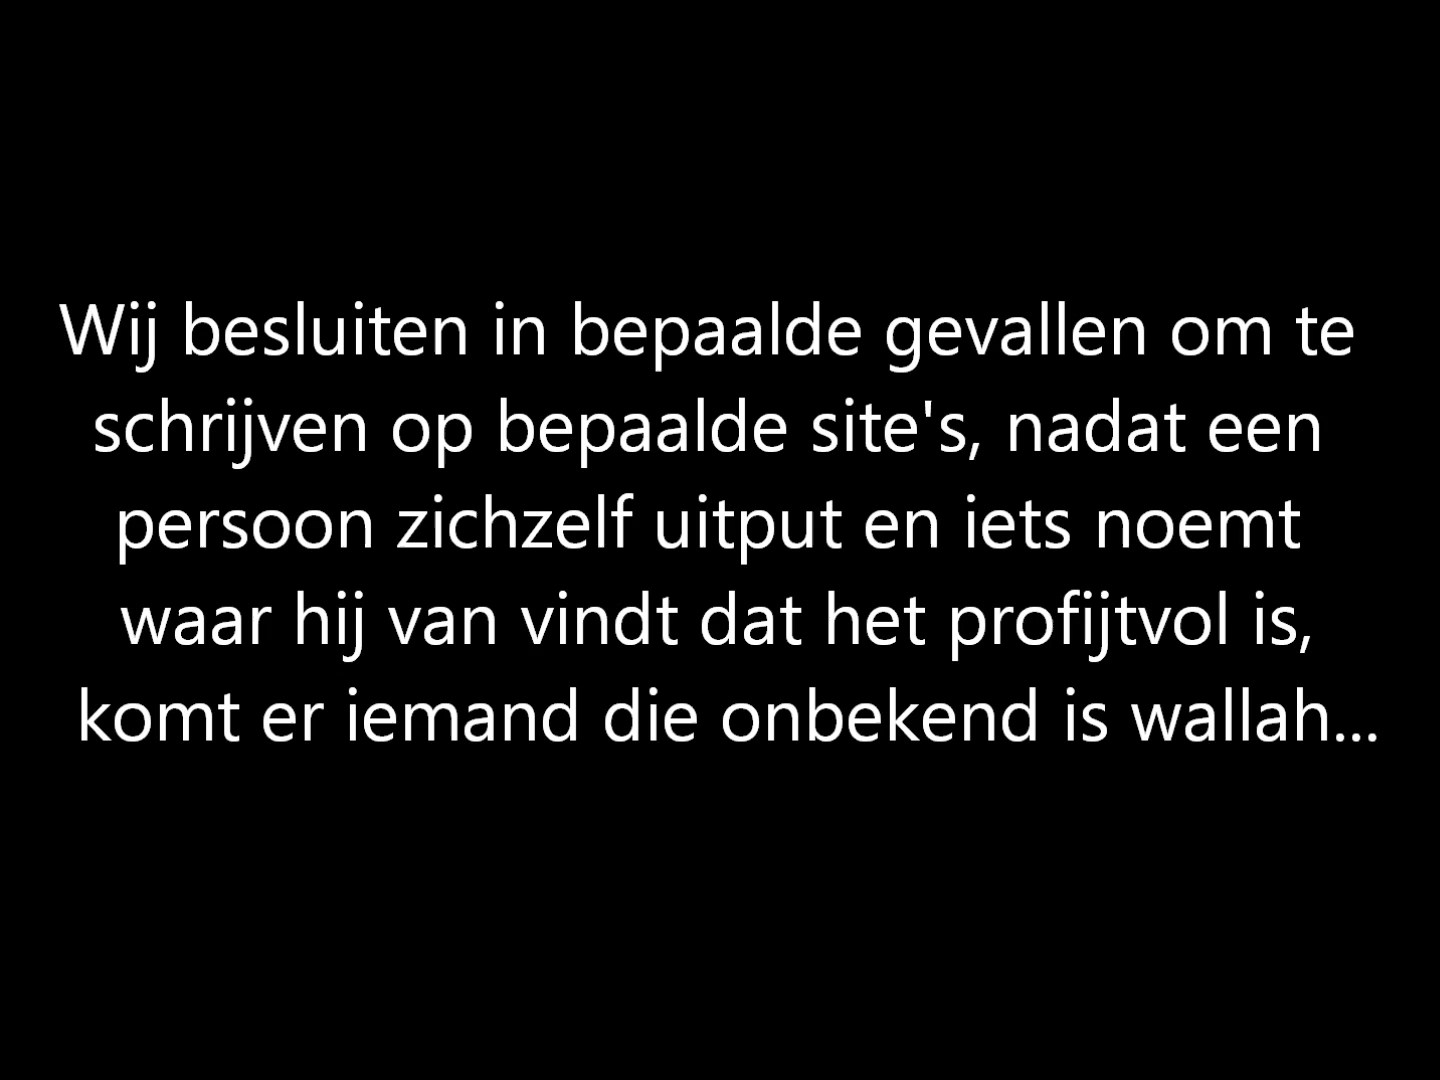 Wij besluiten in bepaalde gevallen om te
schrijven op bepaalde site's, nadat een
persoon zichzelf uitput en iets noemt
waar hij van vindt dat het profijtvol is,
komt er iemand die onbekend is wallah...